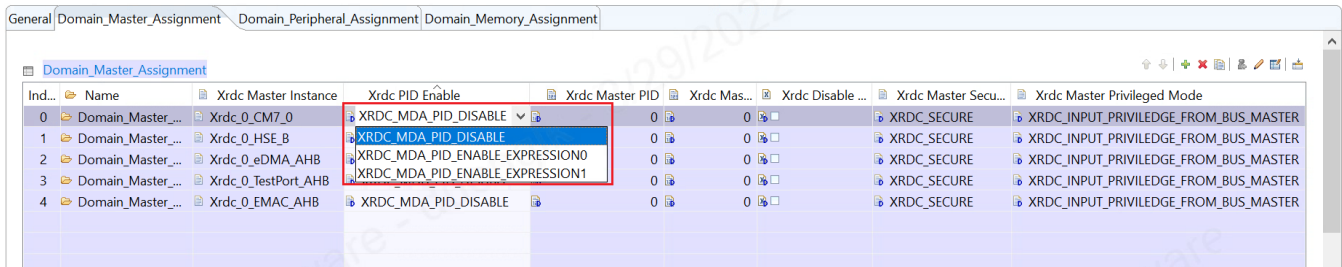 General Domain_Master_Assignment Domain_Peripheral_Assignment Domain_Memory_Assignment
Domain_Master_Assignment
Ind... Name Xrdc Master Instance Xrdc PID Enable Xrdc Master PID Xrdc Mas... Xrdc Disable ... Xrdc Master Secu... Xrdc Master Privileged Mode
0 Domain_Master_... Xrdc_0_CM7_0 XRDC_MDA_PID_DISABLE 0 0 XRDC_SECURE XRDC_INPUT_PRIVILEDGE_FROM_BUS_MASTER
1 Domain_Master_... Xrdc_0_HSE_B XRDC_MDA_PID_DISABLE 0 0 XRDC_SECURE XRDC_INPUT_PRIVILEDGE_FROM_BUS_MASTER
2 Domain_Master_... Xrdc_0_eDMA_AHB XRDC_MDA_PID_ENABLE_EXPRESSION0 0 0 XRDC_SECURE XRDC_INPUT_PRIVILEDGE_FROM_BUS_MASTER
3 Domain_Master_... Xrdc_0_TestPort_AHB XRDC_MDA_PID_ENABLE_EXPRESSION1 0 0 XRDC_SECURE XRDC_INPUT_PRIVILEDGE_FROM_BUS_MASTER
4 Domain_Master_... Xrdc_0_EMAC_AHB XRDC_MDA_PID_DISABLE 0 0 XRDC_SECURE XRDC_INPUT_PRIVILEDGE_FROM_BUS_MASTER